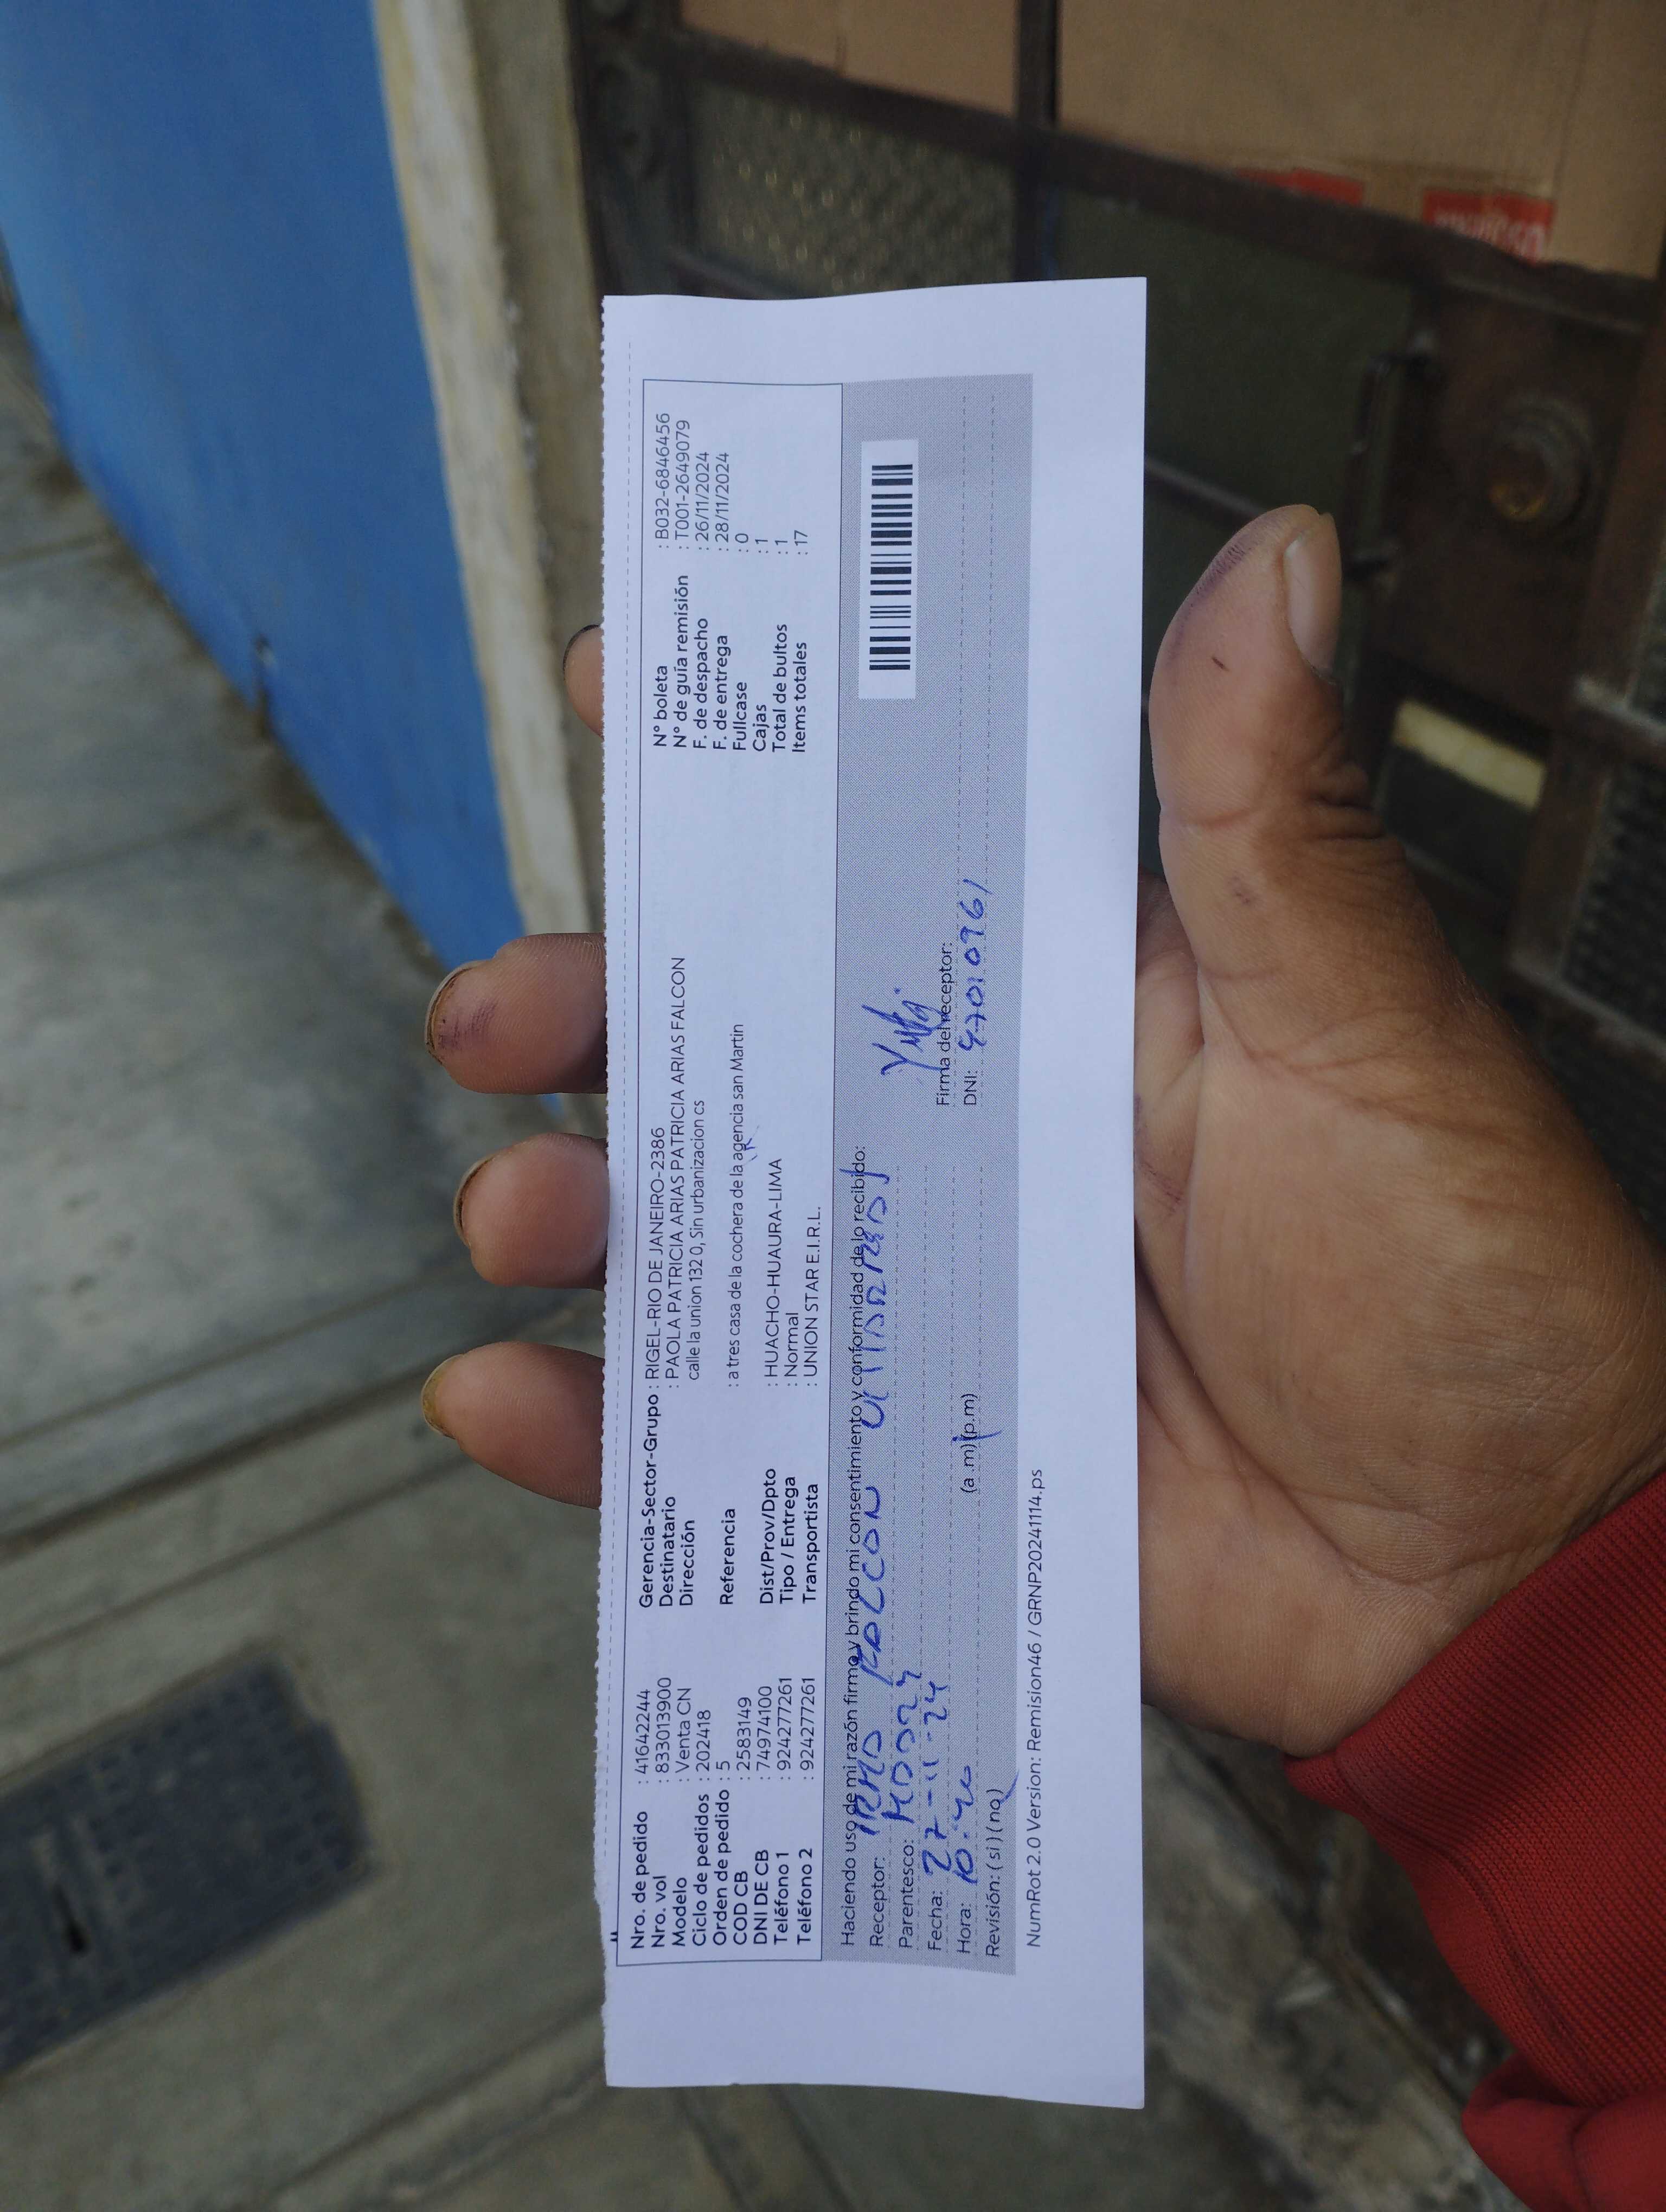 Nro. de pedido : 41642244
Nro. vol : 833013900
Modelo : Venta CN
Ciclo de pedidos : 202418
Orden de pedido : 5
COD CB : 2583149
DNI DE CB : 74974100
Teléfono 1 : 924277261
Teléfono 2 : 924277261
Gerencia-Sector-Grupo : RIGEL-RIO DE JANEIRO-2386
Destinatario : PAOLA PATRICIA ARIAS PATRICIA ARIAS PATRICIA ARIAS FALCON
Dirección calle la union 132 0, Sin urbanizacion cs
Referencia : a tres casa de la cochera de la agencia san Martin
Dist/Prov/Dpto : HUACHO-HUAURA-LIMA
Tipo / Entrega : Normal
Transportista : UNION STAR E.I.R.L.
N° boleta : B032-6846456
N° de guía remisión : T001-2649079
F. de despacho : 26/11/2024
F. de entrega : 28/11/2024
Fullcase : 0
Cajas : 1
Total de bultos : 1
Items totales : 17
Haciendo uso de mi razón firmo y brindo mi consentimiento y conformidad de lo recibido:
Receptor: IRMA FALCON
Parentesco:
Fecha: 27-11-24
Hora: 10:40 (a .m) (p.m)
Revisión: (si) (no)
Firma del receptor:
DNI:
NumRot 2.0 Version: Remision46 / GRNP20241114.ps